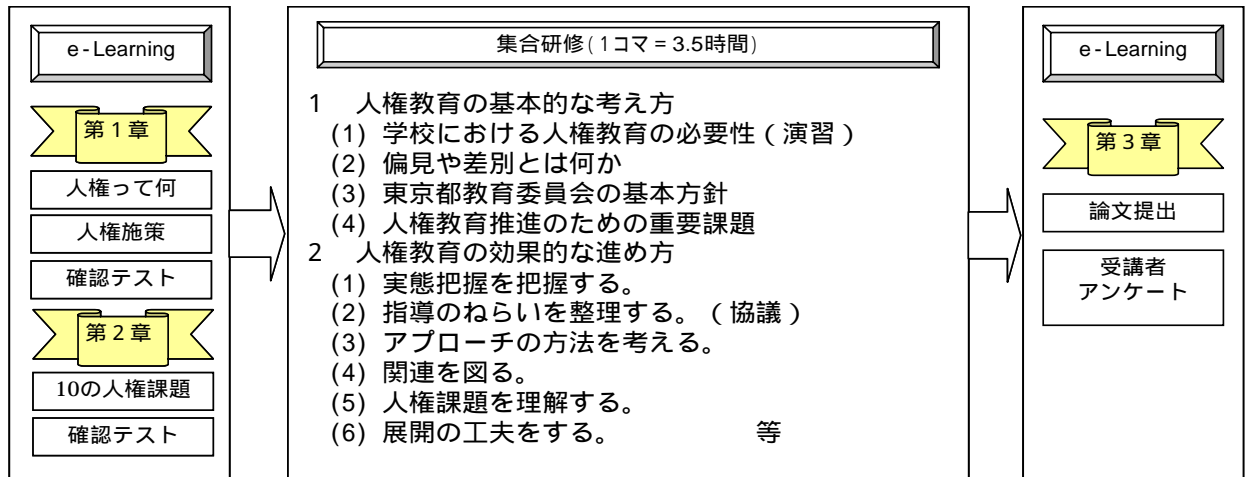 e-Learning
第1章
人権って何
人権施策
確認テスト
第2章
10の人権課題
確認テスト
集合研修(1コマ=3.5時間)
1 人権教育の基本的な考え方
(1) 学校における人権教育の必要性(演習)
(2) 偏見や差別とは何か
(3) 東京都教育委員会の基本方針
(4) 人権教育推進のための重要課題
2 人権教育の効果的な進め方
(1) 実態把握を把握する。
(2) 指導のねらいを整理する。(協議)
(3) アプローチの方法を考える。
(4) 関連を図る。
(5) 人権課題を理解する。
(6) 展開の工夫をする。 等
e-Learning
第3章
論文提出
受講者
アンケート